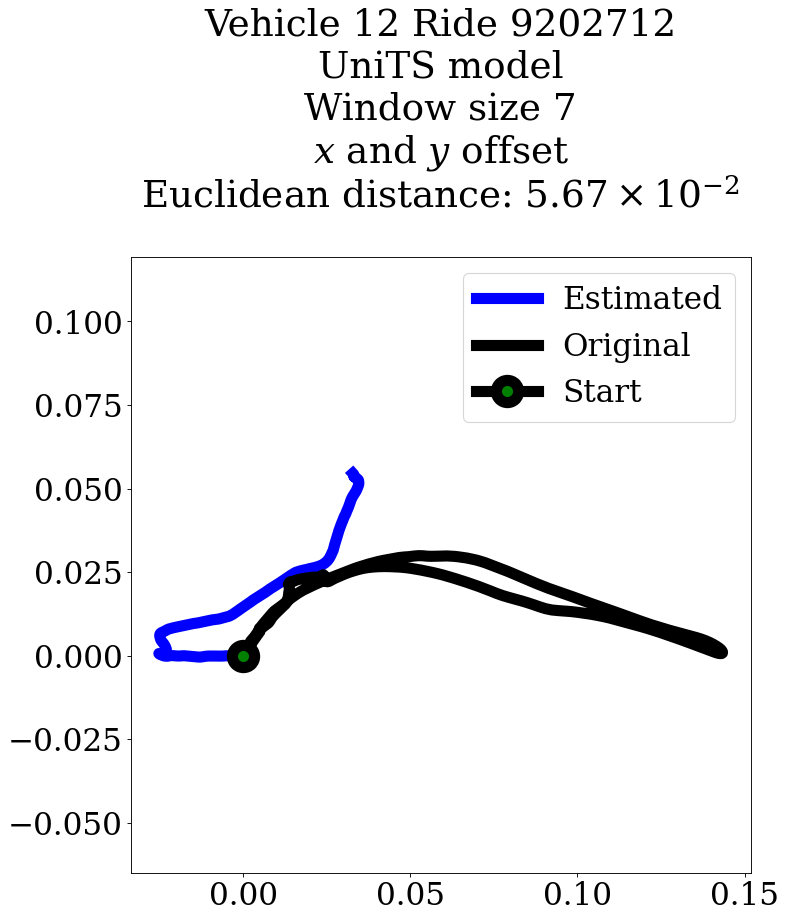 Vehicle 12 Ride 9202712
UniTS model
Window size 7
x and y offset
Euclidean distance: 5.67 × 10⁻²
Estimated
Original
Start
0.100
0.075
0.050
0.025
0.000
−0.025
−0.050
0.00 0.05 0.10 0.15